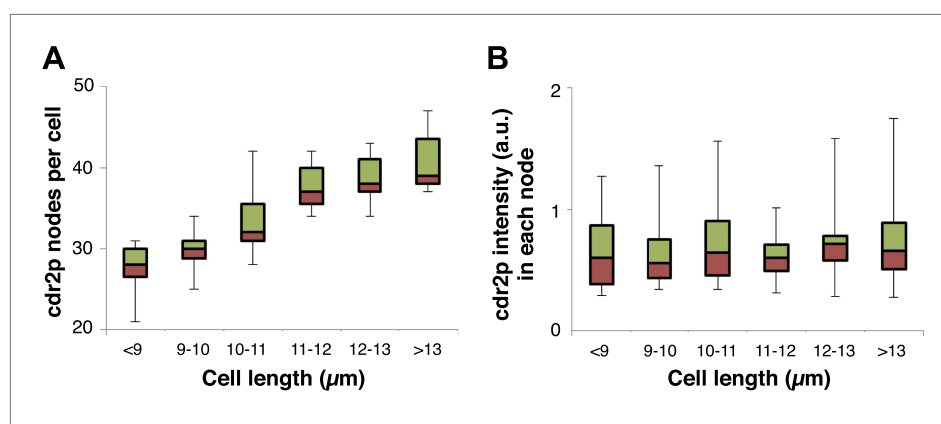 A
B
50
40
30
20
cdr2p nodes per cell
<9 9-10 10-11 11-12 12-13 >13
Cell length (µm)
2
1
0
cdr2p intensity (a.u.)
in each node
<9 9-10 10-11 11-12 12-13 >13
Cell length (µm)